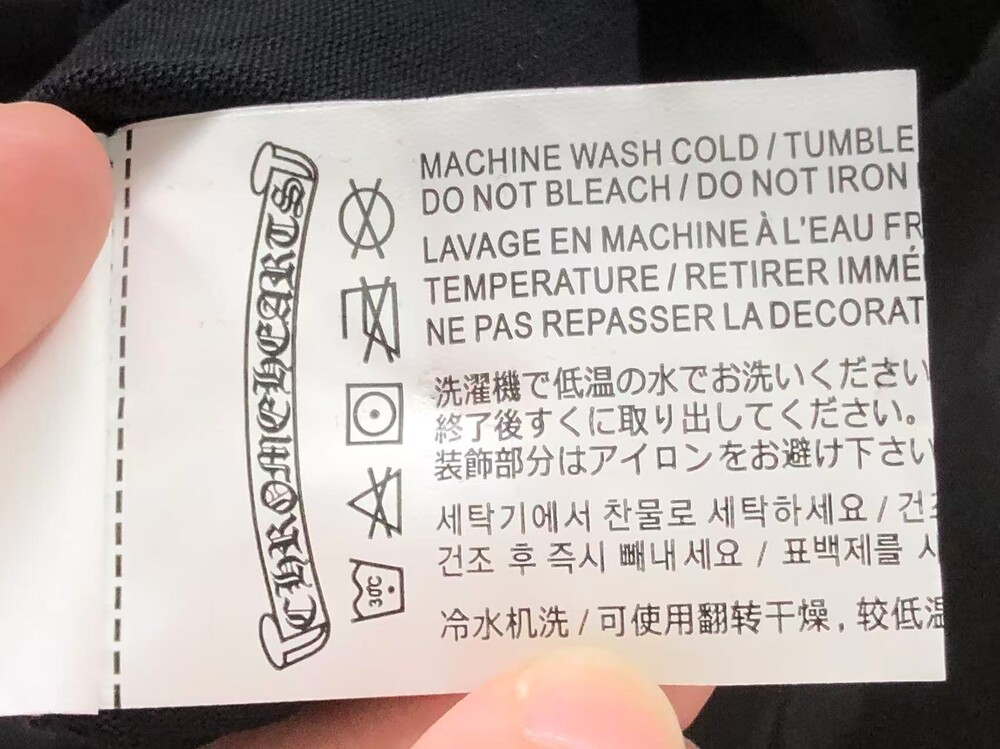 CHROME HEARTS
30C
MACHINE WASH COLD / TUMBLE
DO NOT BLEACH / DO NOT IRON
LAVAGE EN MACHINE À L'EAU FR
TEMPERATURE / RETIRER IMMÉ
NE PAS REPASSER LA DECORAT
洗濯機で低温の水でお洗いください
終了後すぐに取り出してください。
装飾部分はアイロンをお避け下さい
세탁기에서 찬물로 세탁하세요 / 건조
건조 후 즉시 빼내세요 / 표백제를 사
冷水机洗 / 可使用翻转干燥，较低温